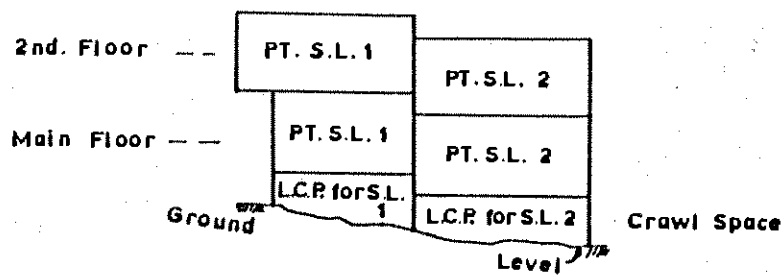 2nd. Floor
PT. S.L. 1
PT. S.L. 2
Main Floor
PT. S.L. 1
PT. S.L. 2
L.C.P. for S.L.
1
Ground
L.C.P. for S.L. 2
Crawl Space
Level